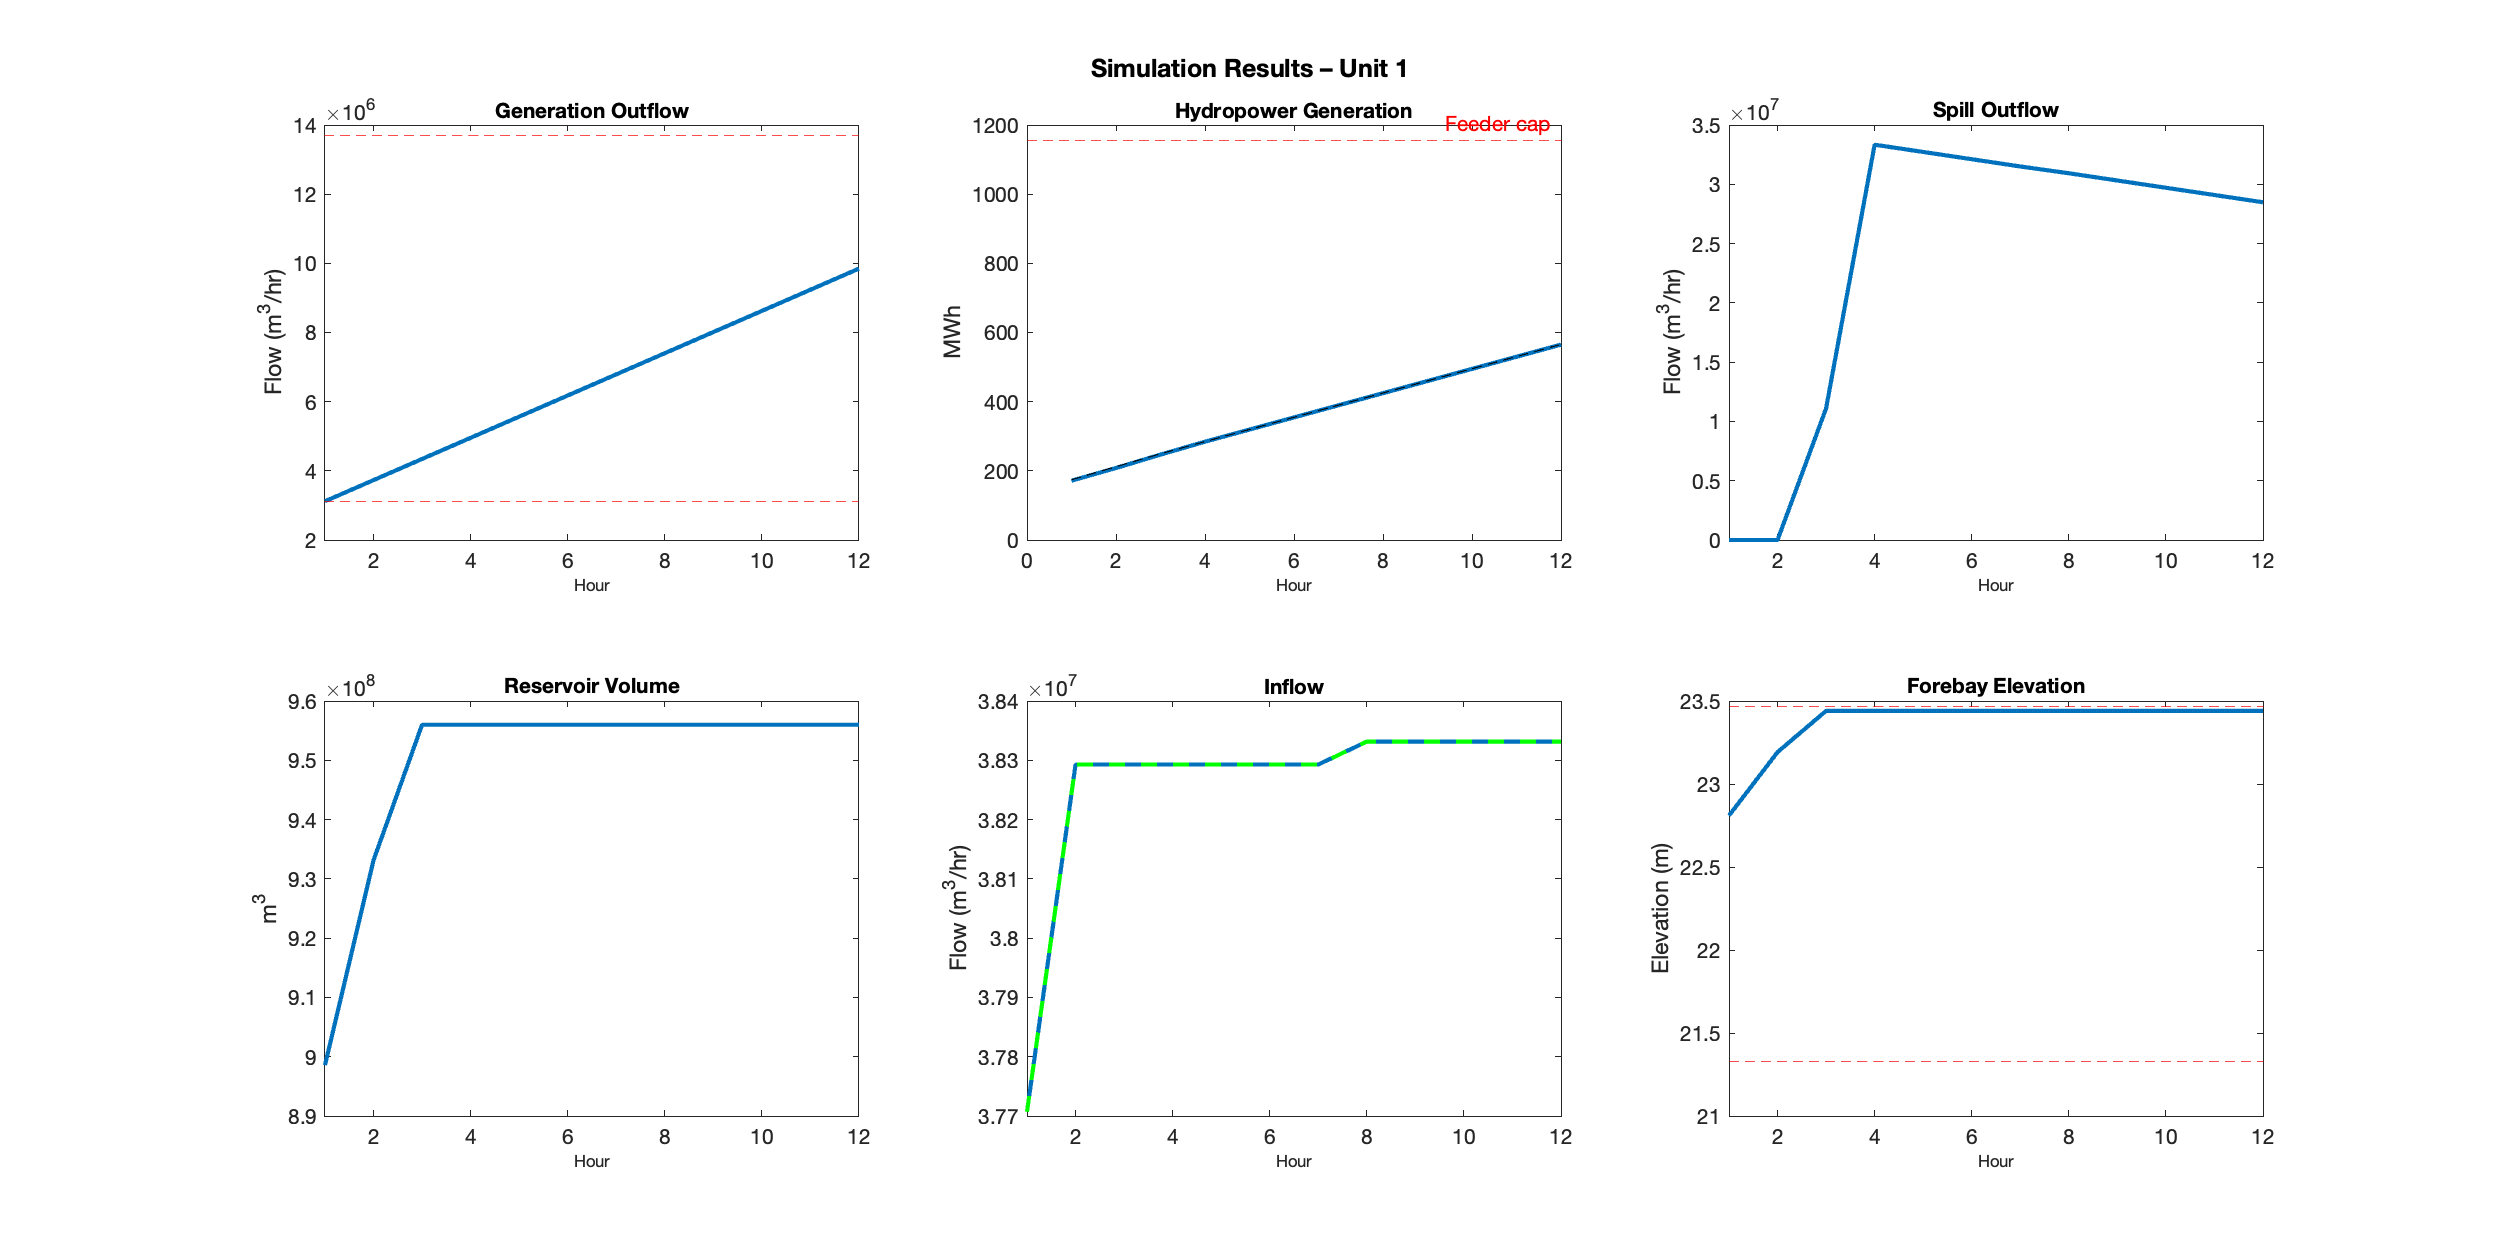 Simulation Results – Unit 1
Generation Outflow
×10^6
14
12
10
8
6
4
2
2 4 6 8 10 12
Hour
Flow (m^3/hr)
Hydropower Generation
Feeder cap
1200
1000
800
600
400
200
0
0 2 4 6 8 10 12
Hour
MWh
Spill Outflow
×10^7
3.5
3
2.5
2
1.5
1
0.5
0
2 4 6 8 10 12
Hour
Flow (m^3/hr)
Reservoir Volume
×10^8
9.6
9.5
9.4
9.3
9.2
9.1
9
8.9
2 4 6 8 10 12
Hour
m^3
Inflow
×10^7
3.84
3.83
3.82
3.81
3.8
3.79
3.78
3.77
2 4 6 8 10 12
Hour
Flow (m^3/hr)
Forebay Elevation
23.5
23
22.5
22
21.5
21
2 4 6 8 10 12
Hour
Elevation (m)